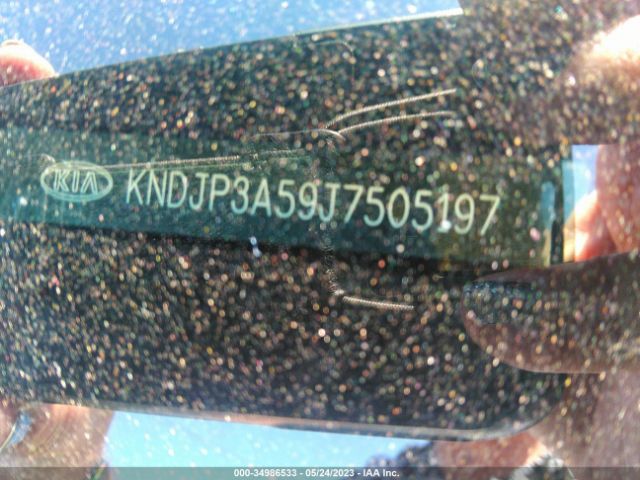 KIA KNDJP3A59J7505197
000-34986533 - 05/24/2023 - IAA Inc.